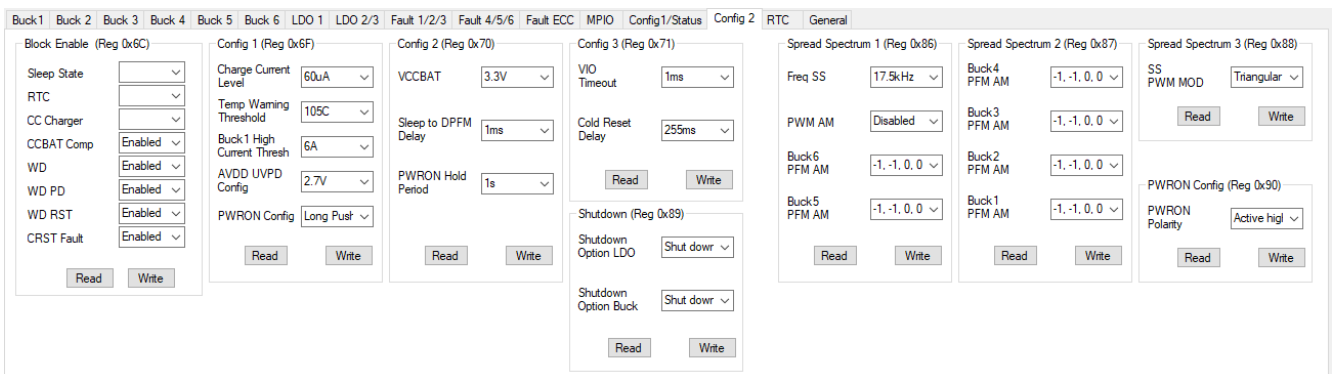 Buck1 Buck 2 Buck 3 Buck 4 Buck 5 Buck 6 LDO 1 LDO 2/3 Fault 1/2/3 Fault 4/5/6 Fault ECC MPIO Config1/Status Config 2 RTC General
Block Enable (Reg 0x6C)
Sleep State
RTC
CC Charger
CCBAT Comp Enabled
WD Enabled
WD PD Enabled
WD RST Enabled
CRST Fault Enabled
Read Write
Config 1 (Reg 0x6F)
Charge Current
Level 60uA
Temp Warning
Threshold 105C
Buck1 High
Current Thresh 6A
AVDD UVPD
Config 2.7V
PWRON Config Long Push
Read Write
Config 2 (Reg 0x70)
VCCBAT 3.3V
Sleep to DPFM
Delay 1ms
PWRON Hold
Period 1s
Read Write
Config 3 (Reg 0x71)
VIO
Timeout 1ms
Cold Reset
Delay 255ms
Read Write
Shutdown (Reg 0x89)
Shutdown
Option LDO Shut down
Shutdown
Option Buck Shut down
Read Write
Spread Spectrum 1 (Reg 0x86)
Freq SS 17.5kHz
PWM AM Disabled
Buck6
PFM AM -1, -1, 0, 0
Buck5
PFM AM -1, -1, 0, 0
Read Write
Spread Spectrum 2 (Reg 0x87)
Buck4
PFM AM -1, -1, 0, 0
Buck3
PFM AM -1, -1, 0, 0
Buck2
PFM AM -1, -1, 0, 0
Buck1
PFM AM -1, -1, 0, 0
Read Write
Spread Spectrum 3 (Reg 0x88)
SS
PWM MOD Triangular
Read Write
PWRON Config (Reg 0x90)
PWRON
Polarity Active higl
Read Write